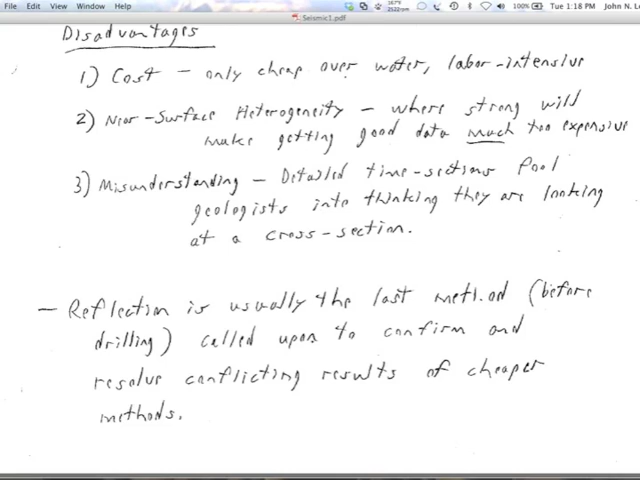 File Edit View Window Help 100% Tue 1:18 PM John N. L
Seismic1.pdf
Disadvantages
1) Cost – only cheap over water, labor-intensive
2) Near-Surface Heterogeneity – where strong will
make getting good data much too expensive
3) Misunderstanding – Detailed time-sections fool
geologists into thinking they are looking
at a cross-section.
– Reflection is usually the last method (before
drilling) called upon to confirm and
resolve conflicting results of cheaper
methods.